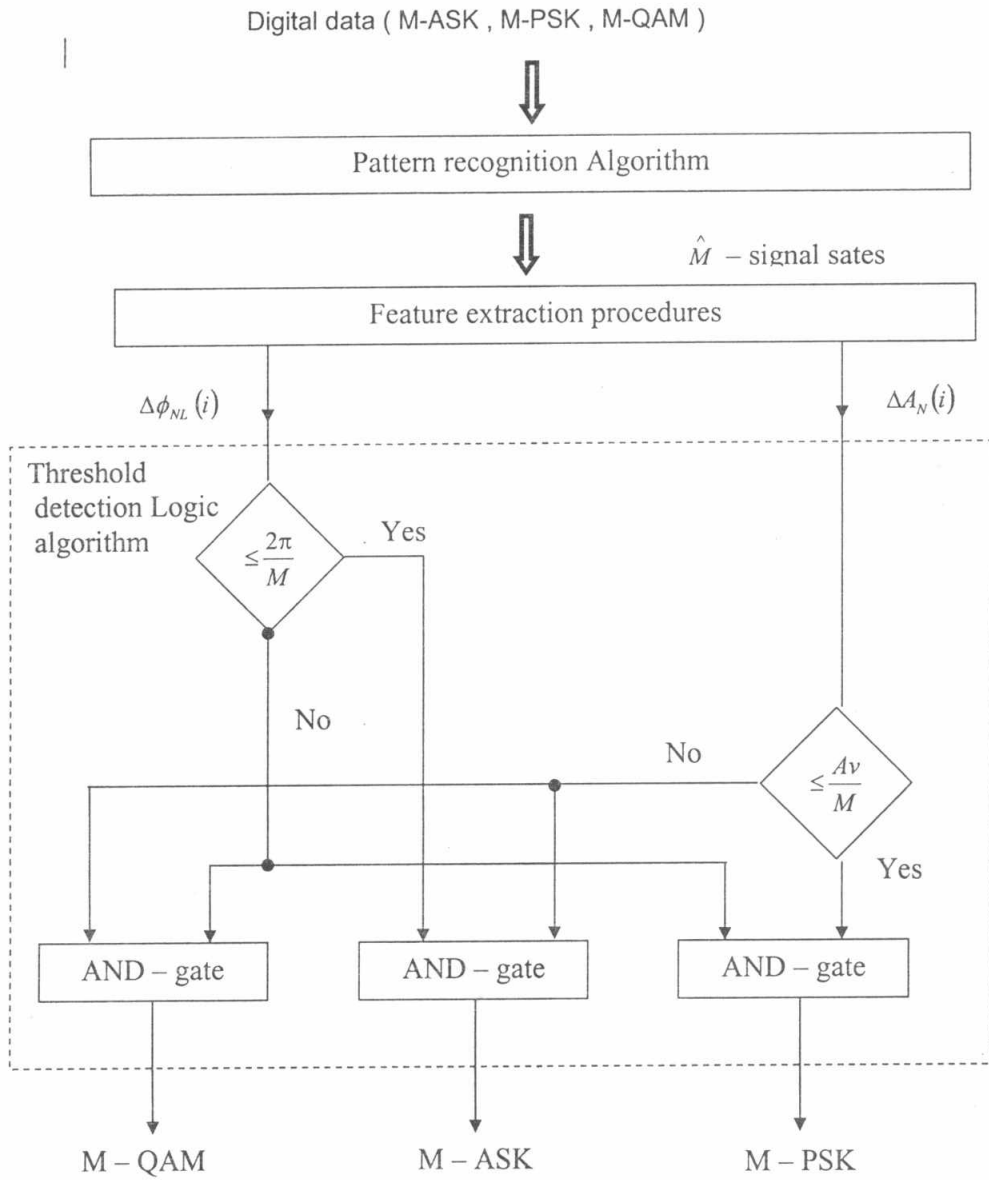 Digital data ( M-ASK , M-PSK , M-QAM )
Pattern recognition Algorithm
M̂ – signal sates
Feature extraction procedures
Δϕ_NL (i)
ΔA_N (i)
Threshold
detection Logic
algorithm
Yes
≤ 2π/M
No
No
≤ Av/M
Yes
AND – gate
AND – gate
AND – gate
M – QAM
M – ASK
M – PSK